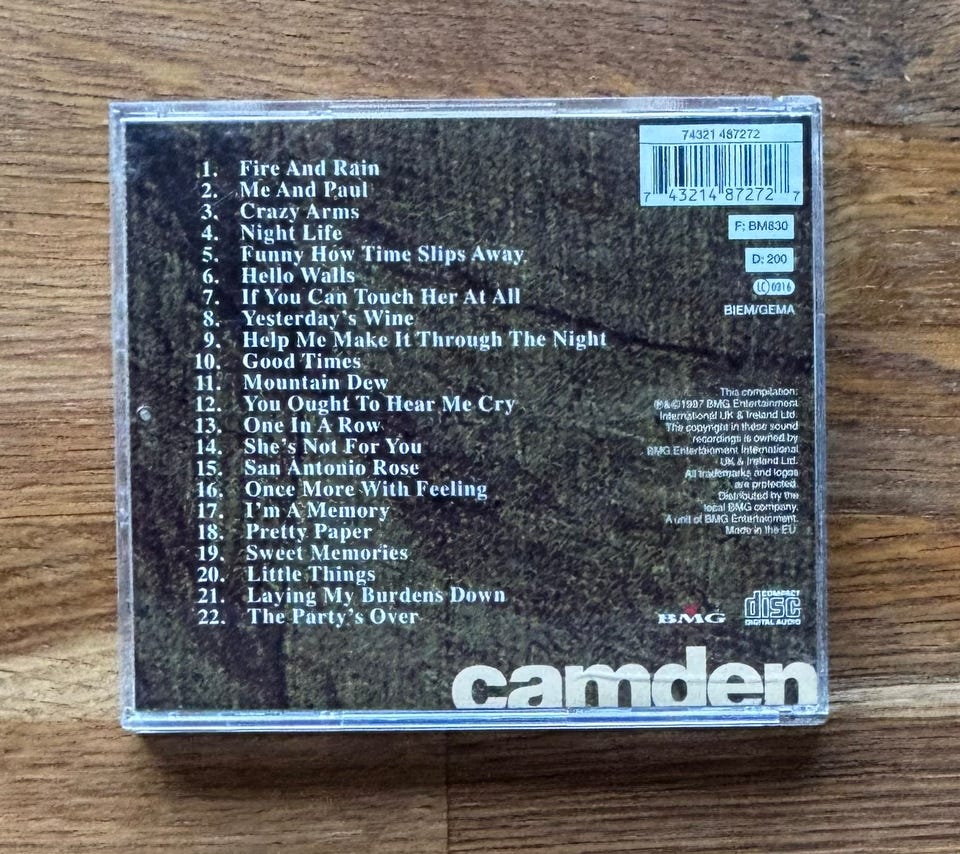 1. Fire And Rain
2. Me And Paul
3. Crazy Arms
4. Night Life
5. Funny How Time Slips Away
6. Hello Walls
7. If You Can Touch Her At All
8. Yesterday's Wine
9. Help Me Make It Through The Night
10. Good Times
11. Mountain Dew
12. You Ought To Hear Me Cry
13. One In A Row
14. She's Not For You
15. San Antonio Rose
16. Once More With Feeling
17. I'm A Memory
18. Pretty Paper
19. Sweet Memories
20. Little Things
21. Laying My Burdens Down
22. The Party's Over
74321 487272
7 43214 87272 7
F: BM630
D: 200
LC 0316
BIEM/GEMA
This compilation:
℗&©1997 BMG Entertainment
International UK & Ireland Ltd.
The copyright in these sound
recordings is owned by
BMG Entertainment International
UK & Ireland Ltd.
All trademarks and logos
are protected.
Distributed by the
local BMG company.
A unit of BMG Entertainment.
Made in the EU.
BMG
COMPACT
disc
DIGITAL AUDIO
camden